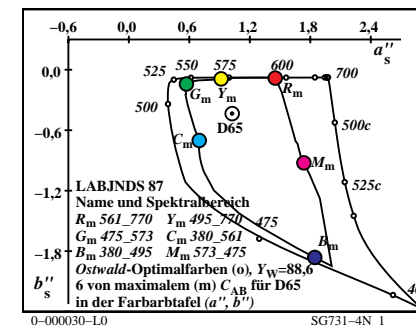 −0,6 0,0 0,6 1,2 1,8 2,4
a''s
0,0
−0,6
−1,2
−1,8
b''s
525 550 575 600 700
500
500c
525c
475
Gm Ym Rm
D65
Cm
Mm
Bm
LABJNDS 87
Name und Spektralbereich
Rm 561_770 Ym 495_770
Gm 475_573 Cm 380_561
Bm 380_495 Mm 573_475
Ostwald-Optimalfarben (o), YW=88,6
6 von maximalem (m) CAB für D65
in der Farbarbtafel (a'', b'')
0–000030–L0 SG731–4N 1